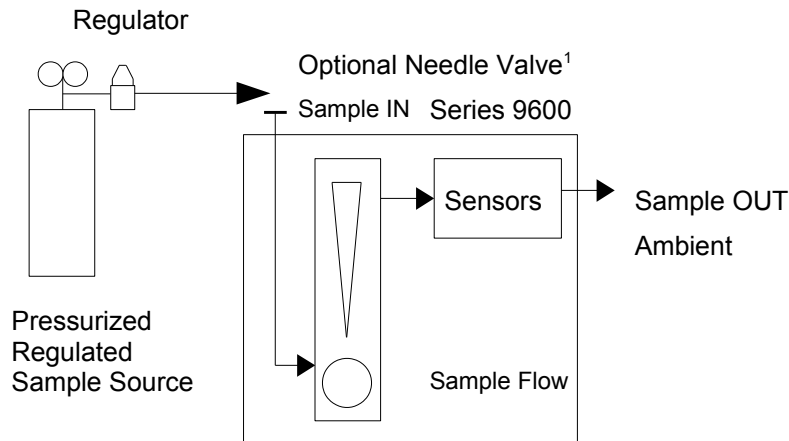 Regulator
Optional Needle Valve¹
Sample IN
Series 9600
Sensors
Sample OUT
Ambient
Pressurized
Regulated
Sample Source
Sample Flow